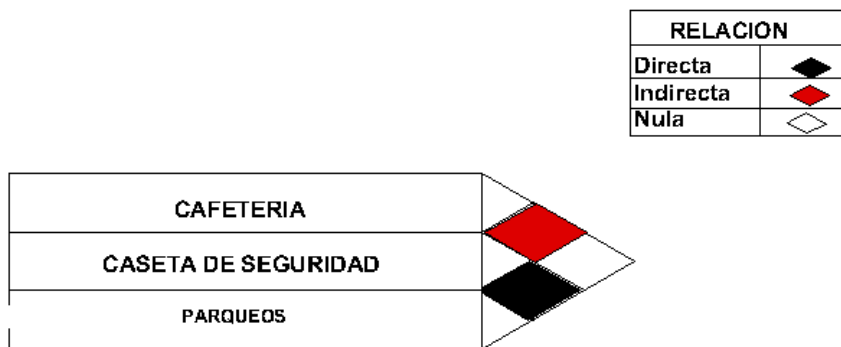 RELACION
Directa
Indirecta
Nula
CAFETERIA
CASETA DE SEGURIDAD
PARQUEOS